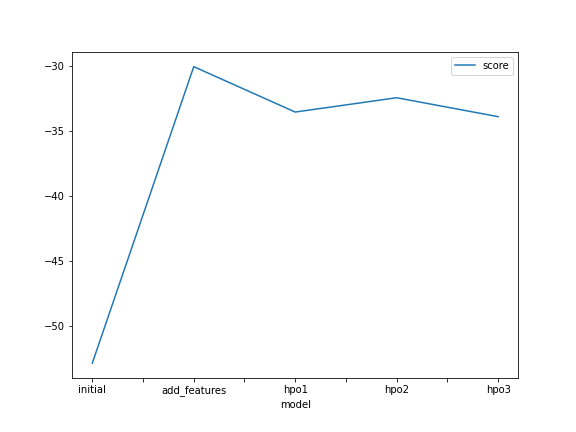 score
−30
−35
−40
−45
−50
initial add_features hpo1 hpo2 hpo3
model